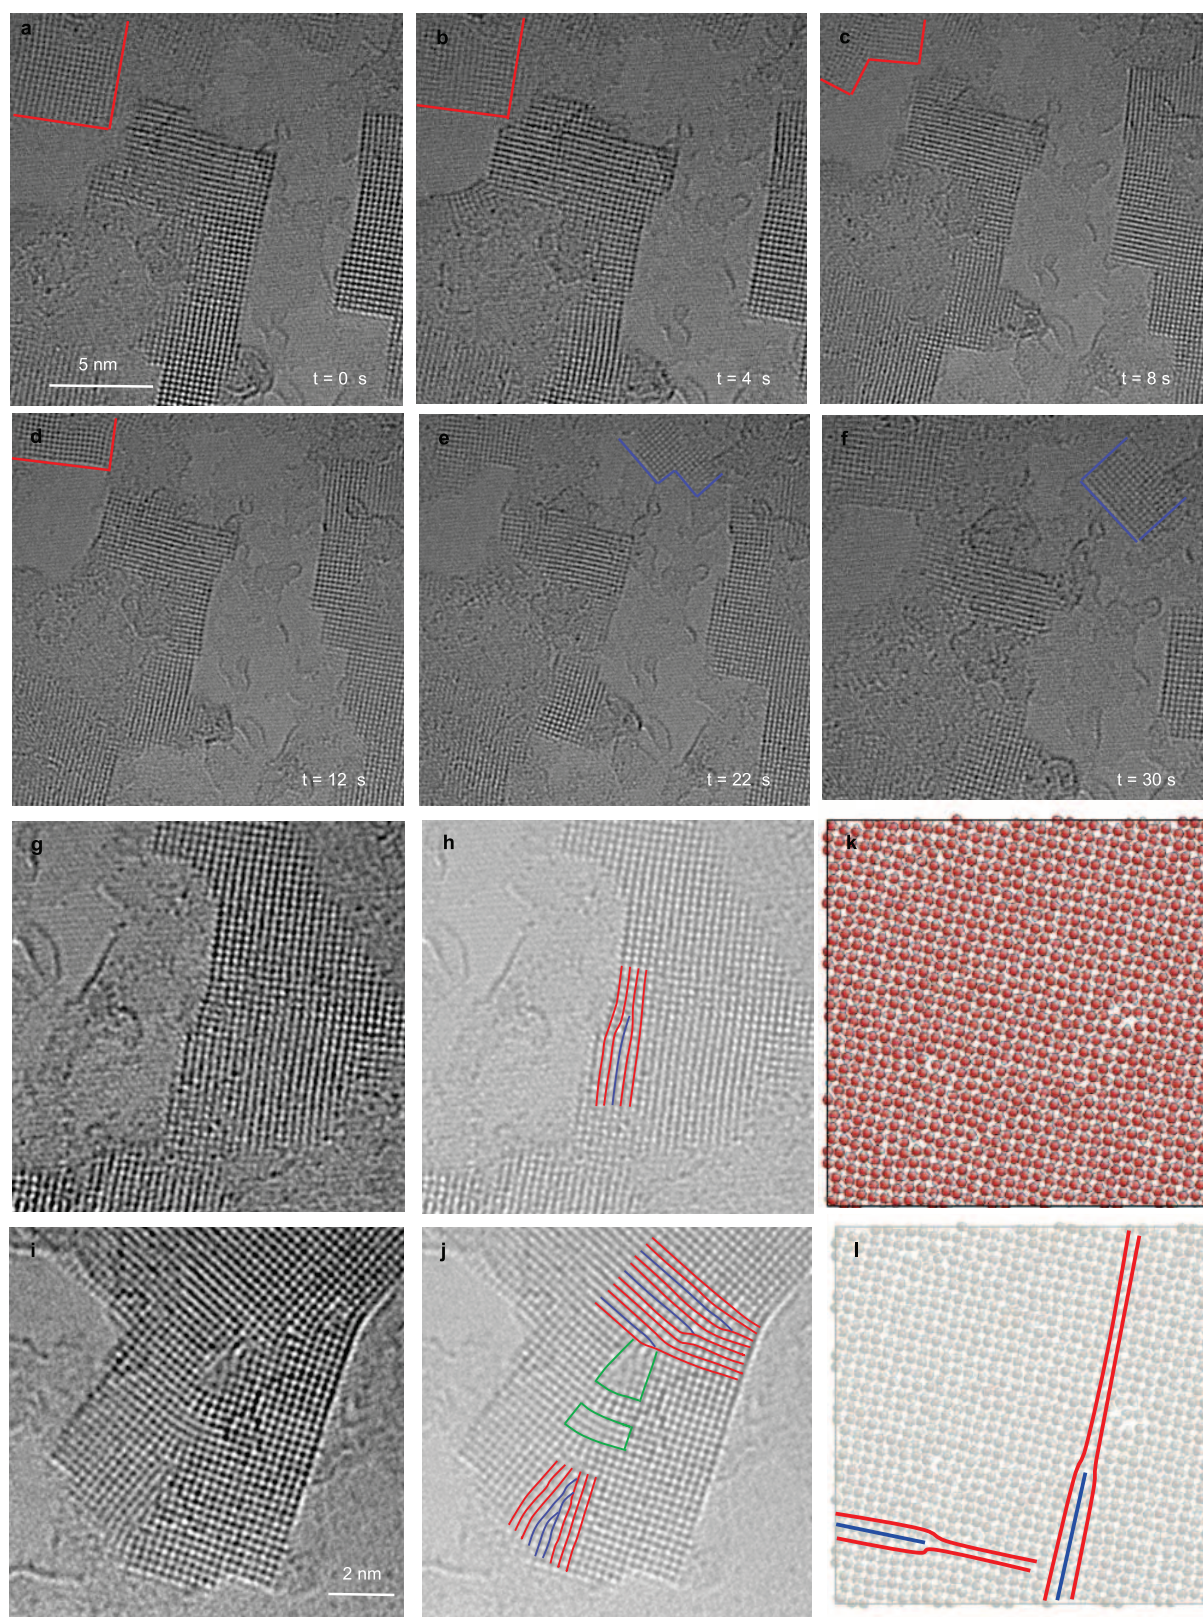 a
b
c
5 nm
t = 0 s
t = 4 s
t = 8 s
d
e
f
t = 12 s
t = 22 s
t = 30 s
g
h
k
i
j
l
2 nm